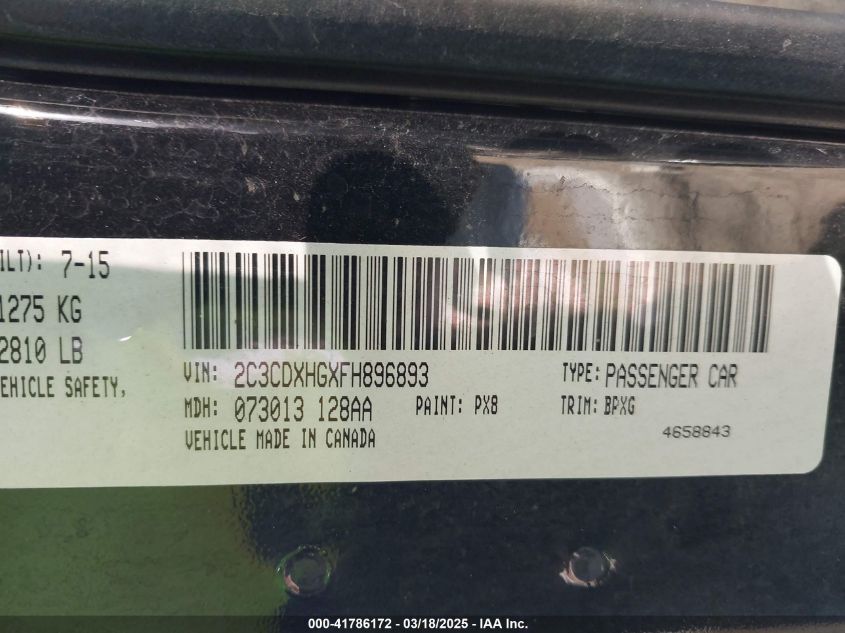 ILT): 7-15
1275 KG
2810 LB
EHICLE SAFETY,
VIN: 2C3CDXHGXFH896893 TYPE: PASSENGER CAR
MDH: 073013 128AA PAINT: PX8 TRIM: BPXG
VEHICLE MADE IN CANADA 4658843
000-41786172 - 03/18/2025 - IAA Inc.